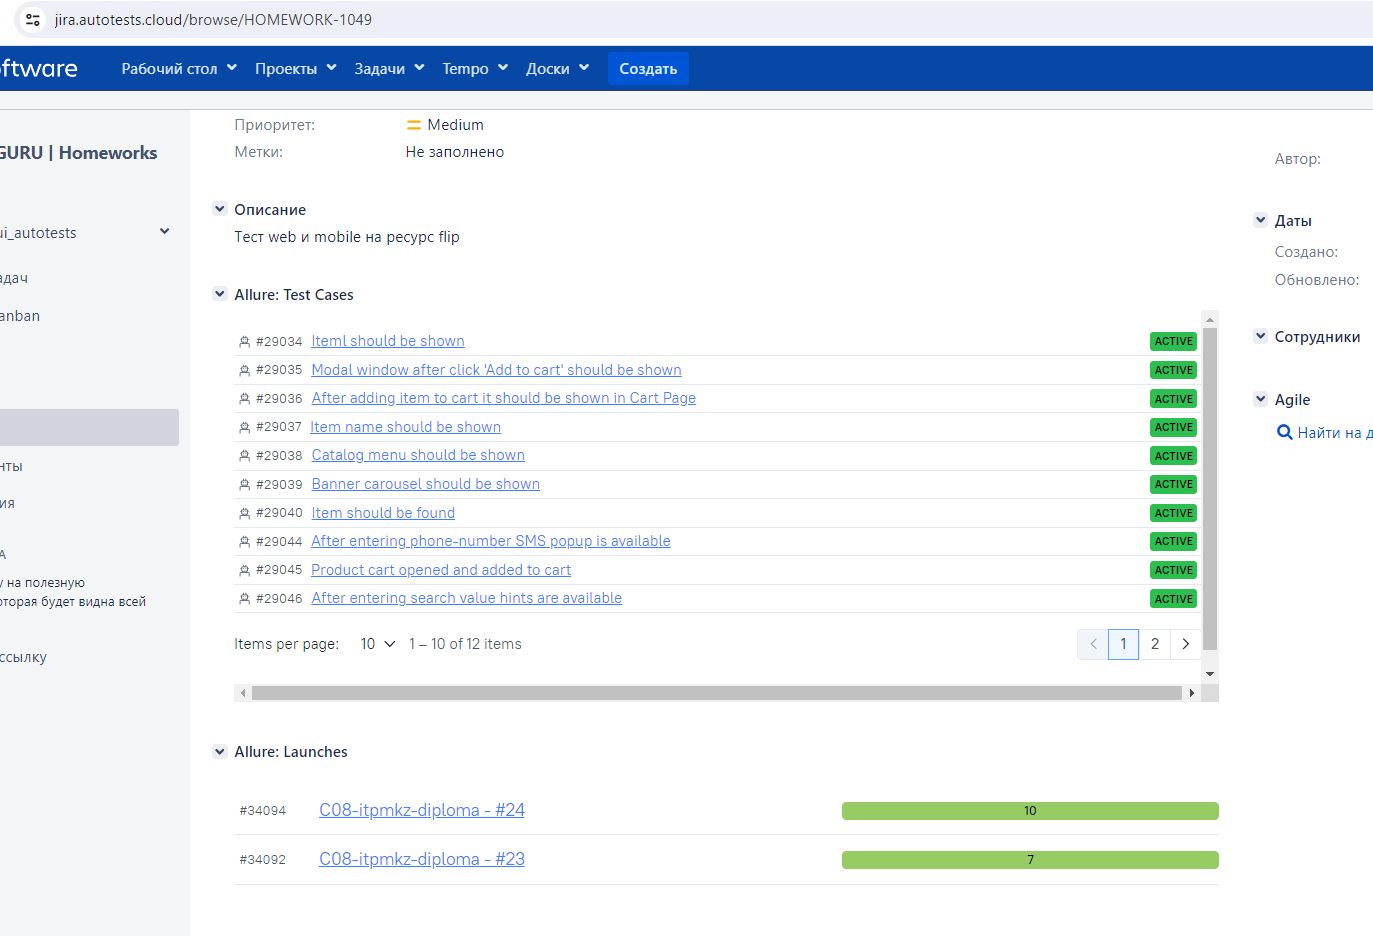 jira.autotests.cloud/browse/HOMEWORK-1049
ftware Рабочий стол Проекты Задачи Tempo Доски Создать
GURU | Homeworks
ui_autotests
адач
anban
нты
ия
А
у на полезную
оторая будет видна всей
ссылку
Приоритет: Medium
Метки: Не заполнено
Описание
Тест web и mobile на ресурс flip
Allure: Test Cases
#29034 Iteml should be shown ACTIVE
#29035 Modal window after click 'Add to cart' should be shown ACTIVE
#29036 After adding item to cart it should be shown in Cart Page ACTIVE
#29037 Item name should be shown ACTIVE
#29038 Catalog menu should be shown ACTIVE
#29039 Banner carousel should be shown ACTIVE
#29040 Item should be found ACTIVE
#29044 After entering phone-number SMS popup is available ACTIVE
#29045 Product cart opened and added to cart ACTIVE
#29046 After entering search value hints are available ACTIVE
Items per page: 10 1 – 10 of 12 items 1 2
Allure: Launches
#34094 C08-itpmkz-diploma - #24 10
#34092 C08-itpmkz-diploma - #23 7
Автор:
Даты
Создано:
Обновлено:
Сотрудники
Agile
Найти на д